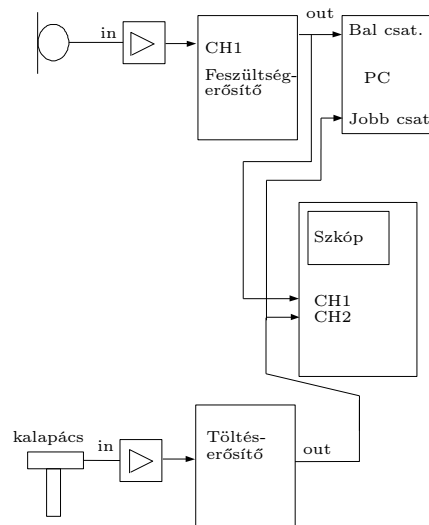 out
in
CH1
Bal csat.
Feszültség-
erősítő
PC
Jobb csat
Szkóp
CH1
CH2
kalapács
in
Töltés-
erősítő
out